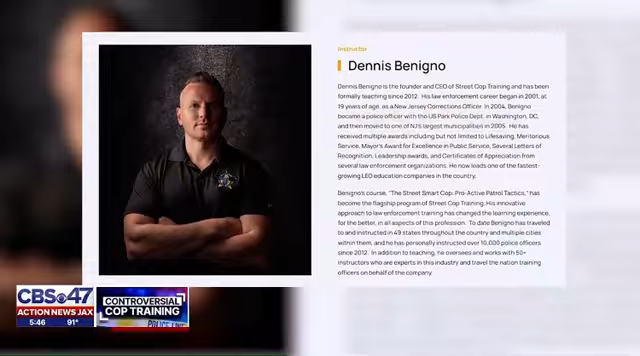 Instructor
Dennis Benigno
Dennis Benigno is the founder and CEO of Street Cop Training and has been
formally teaching since 2012. His law enforcement career began in 2001, at
19 years of age, as a New Jersey Corrections Officer. In 2004, Benigno
became a police officer with the US Park Police Dept. in Washington, DC,
and then moved to one of NJ's largest municipalities in 2005. He has
received multiple awards including but not limited to Lifesaving, Meritorious
Service, Mayor's Award for Excellence in Public Service, Several Letters of
Recognition, Leadership awards, and Certificates of Appreciation from
several law enforcement organizations. He now leads one of the fastest-
growing LEO education companies in the country.
Benigno's course, "The Street Smart Cop: Pro-Active Patrol Tactics," has
become the flagship program of Street Cop Training. His innovative
approach to law enforcement training has changed the learning experience,
for the better, in all aspects of this profession. To date Benigno has traveled
to and instructed in 49 states throughout the country and multiple cities
within them, and he has personally instructed over 10,000 police officers
since 2012. In addition to teaching, he oversees and works with 50+
instructors who are experts in this industry and travel the nation training
officers on behalf of the company.
CBS 47
ACTION NEWS JAX
5:46 91°
CONTROVERSIAL
COP TRAINING
POLICE LINE